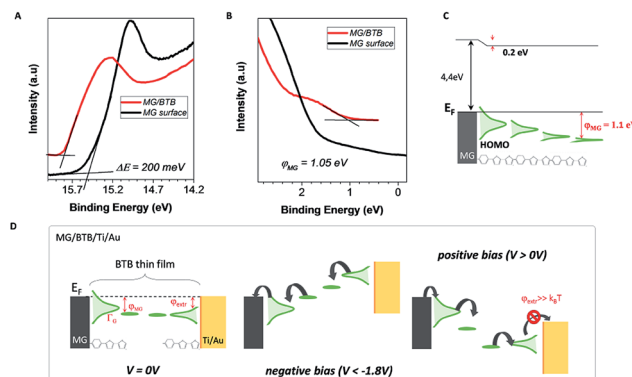 A
MG/BTB
MG surface
ΔE = 200 meV
Intensity (a.u)
15.7 15.2 14.7 14.2
Binding Energy (eV)
B
MG/BTB
MG surface
φMG = 1.05 eV
Intensity (a.u)
2 1 0
Binding Energy (eV)
C
0.2 eV
4,4eV
EF
φMG = 1.1 e
HOMO
MG
D
MG/BTB/Ti/Au
BTB thin film
EF
φMG
φextr
ΓG
MG
Ti/Au
V = 0V
negative bias (V < -1.8V)
positive bias (V > 0V)
φextr>> kBT